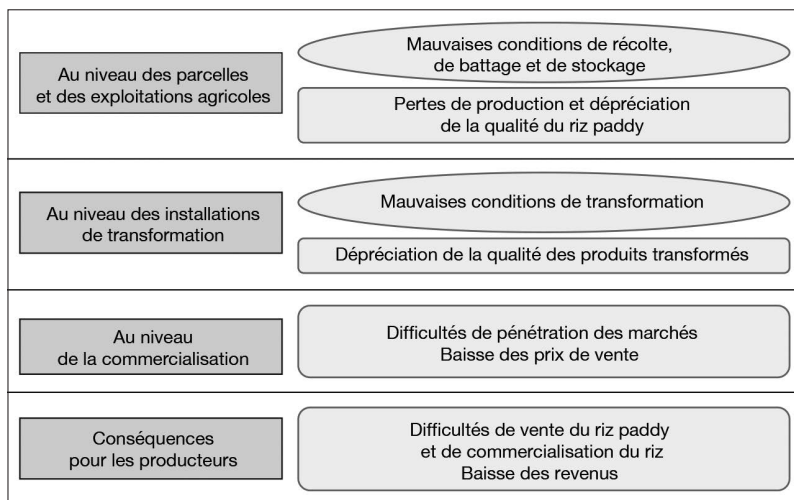 Au niveau des parcelles
et des exploitations agricoles
Mauvaises conditions de récolte,
de battage et de stockage
Pertes de production et dépréciation
de la qualité du riz paddy
Au niveau des installations
de transformation
Mauvaises conditions de transformation
Dépréciation de la qualité des produits transformés
Au niveau
de la commercialisation
Difficultés de pénétration des marchés
Baisse des prix de vente
Conséquences
pour les producteurs
Difficultés de vente du riz paddy
et de commercialisation du riz
Baisse des revenus